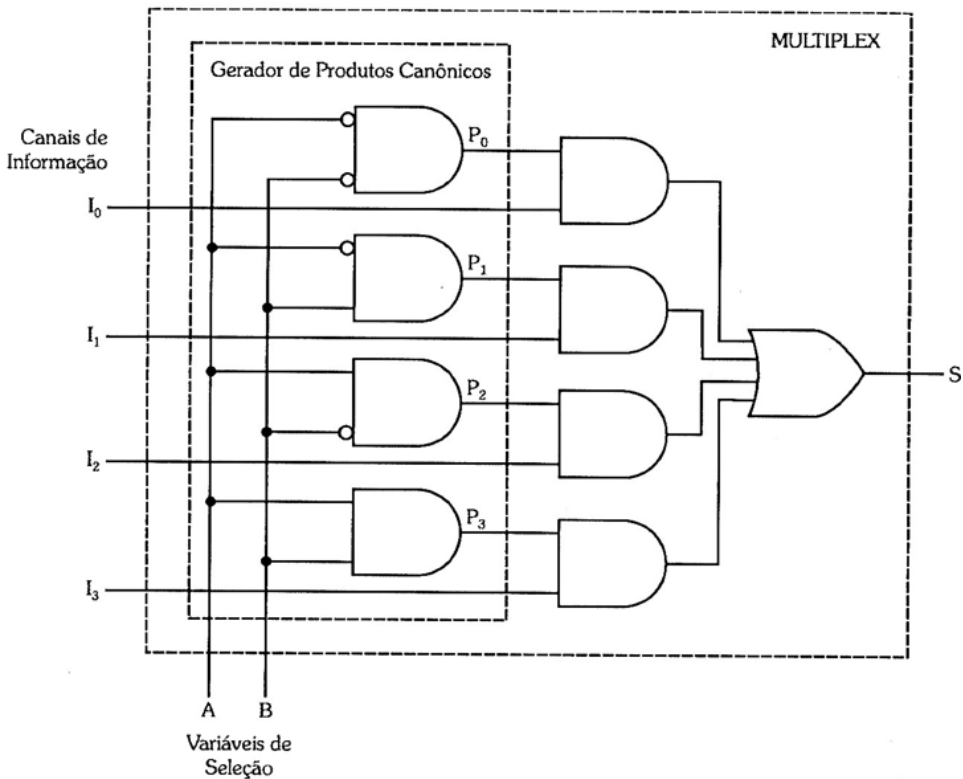 MULTIPLEX
Gerador de Produtos Canônicos
Canais de
Informação
P₀
I₀
P₁
I₁
P₂
I₂
P₃
I₃
S
A
B
Variáveis de
Seleção